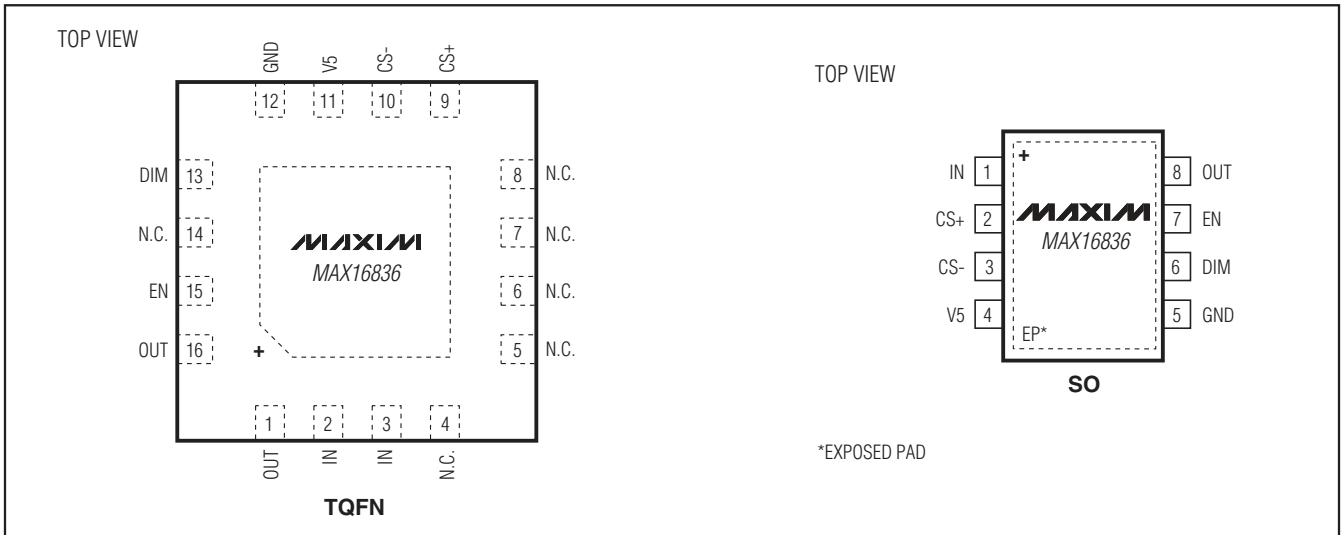 TOP VIEW
GND
V5
CS-
CS+
12
11
10
9
DIM
13
8
N.C.
N.C.
14
7
N.C.
MAXIM
MAX16836
EN
15
6
N.C.
OUT
16
+
5
N.C.
1
2
3
4
OUT
IN
IN
N.C.
TQFN
TOP VIEW
+
IN
1
8
OUT
CS+
2
MAXIM
7
EN
MAX16836
CS-
3
6
DIM
V5
4
5
GND
EP*
SO
*EXPOSED PAD